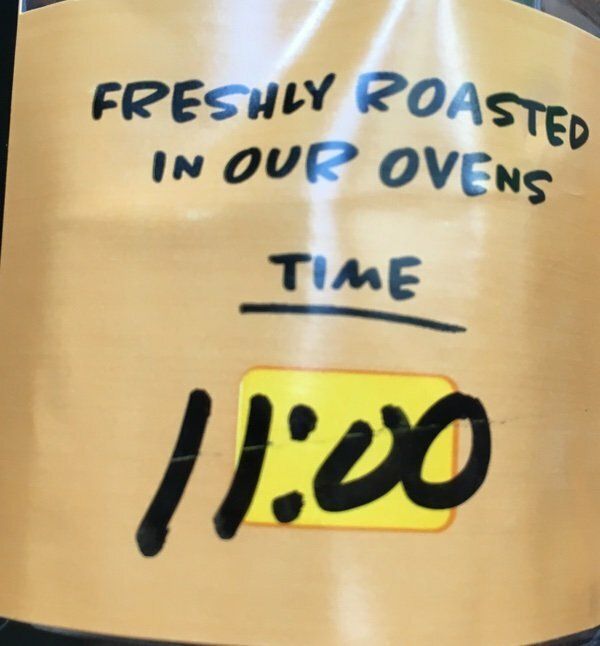 FRESHLY ROASTED
IN OUR OVENS
TIME
11:00